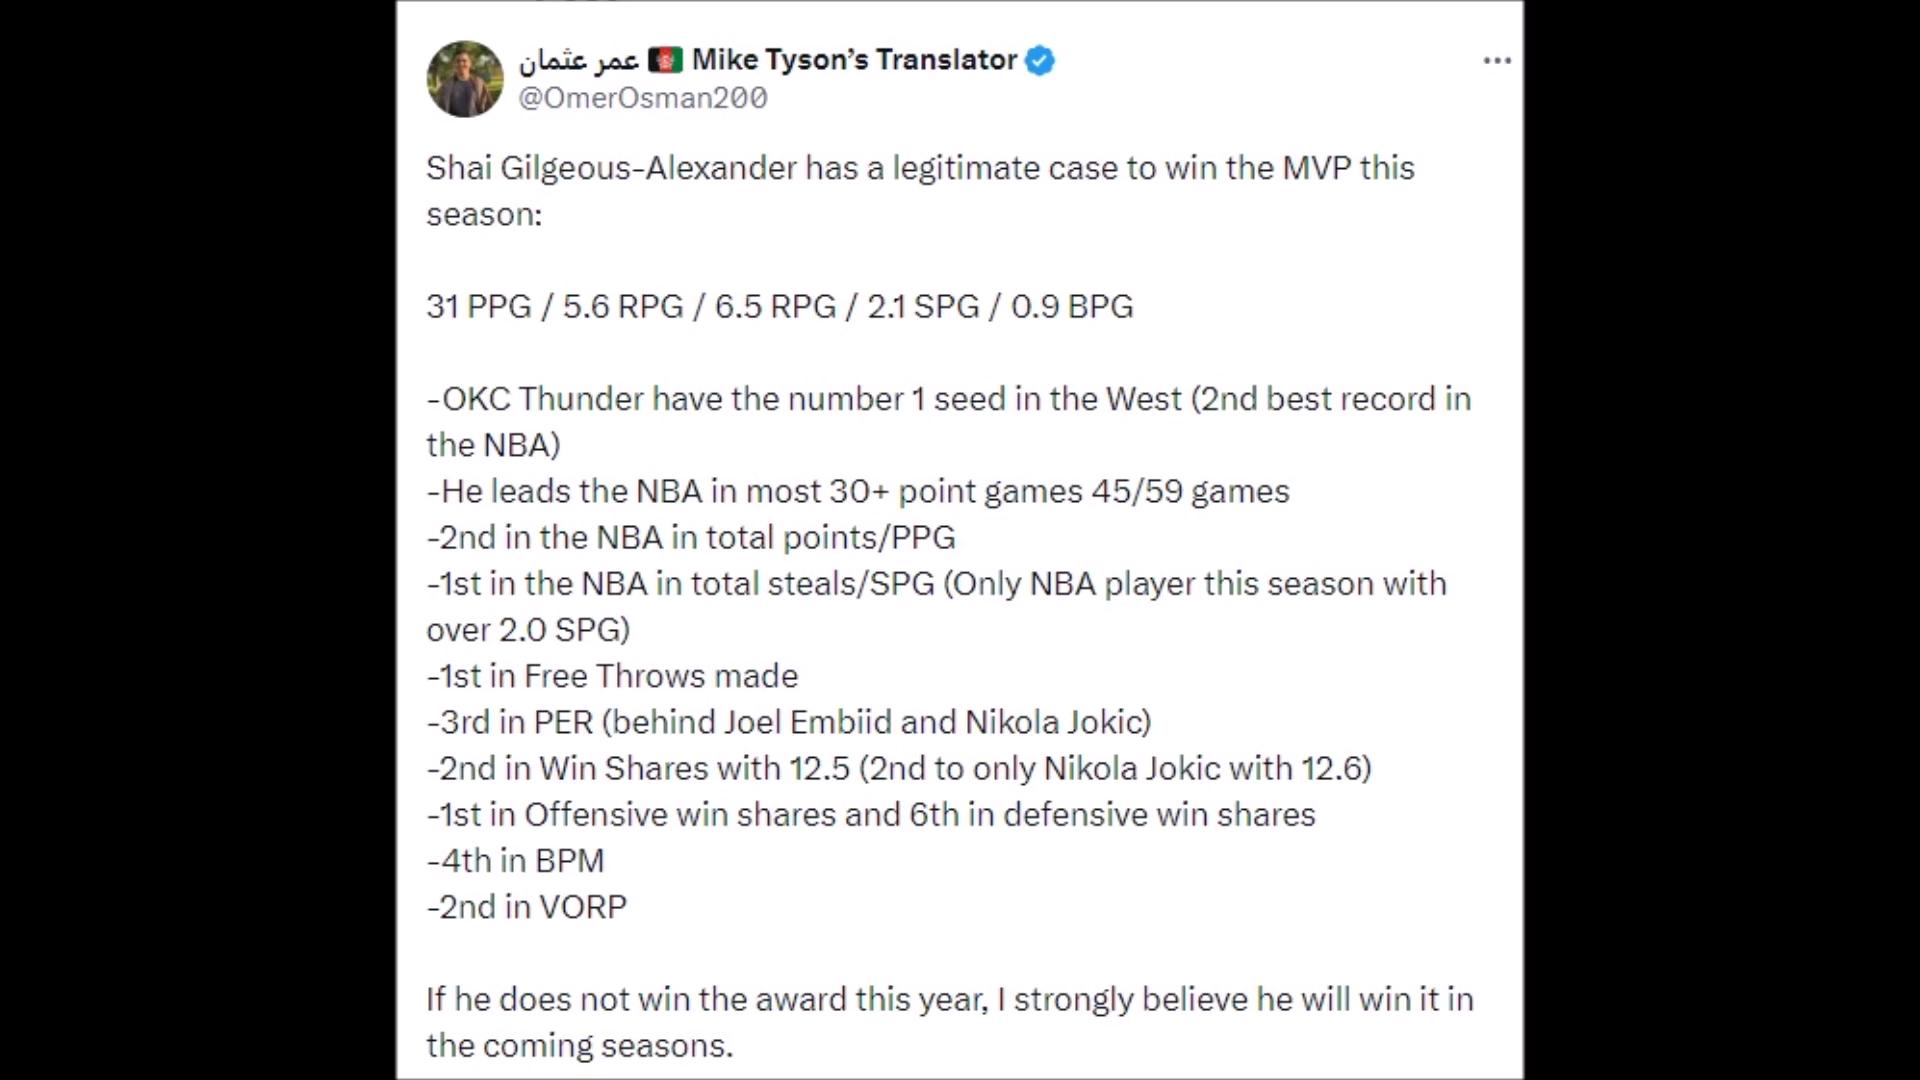 عمر عثمان 🇦🇫 Mike Tyson’s Translator
@OmerOsman200
Shai Gilgeous-Alexander has a legitimate case to win the MVP this
season:
31 PPG / 5.6 RPG / 6.5 RPG / 2.1 SPG / 0.9 BPG
-OKC Thunder have the number 1 seed in the West (2nd best record in
the NBA)
-He leads the NBA in most 30+ point games 45/59 games
-2nd in the NBA in total points/PPG
-1st in the NBA in total steals/SPG (Only NBA player this season with
over 2.0 SPG)
-1st in Free Throws made
-3rd in PER (behind Joel Embiid and Nikola Jokic)
-2nd in Win Shares with 12.5 (2nd to only Nikola Jokic with 12.6)
-1st in Offensive win shares and 6th in defensive win shares
-4th in BPM
-2nd in VORP
If he does not win the award this year, I strongly believe he will win it in
the coming seasons.